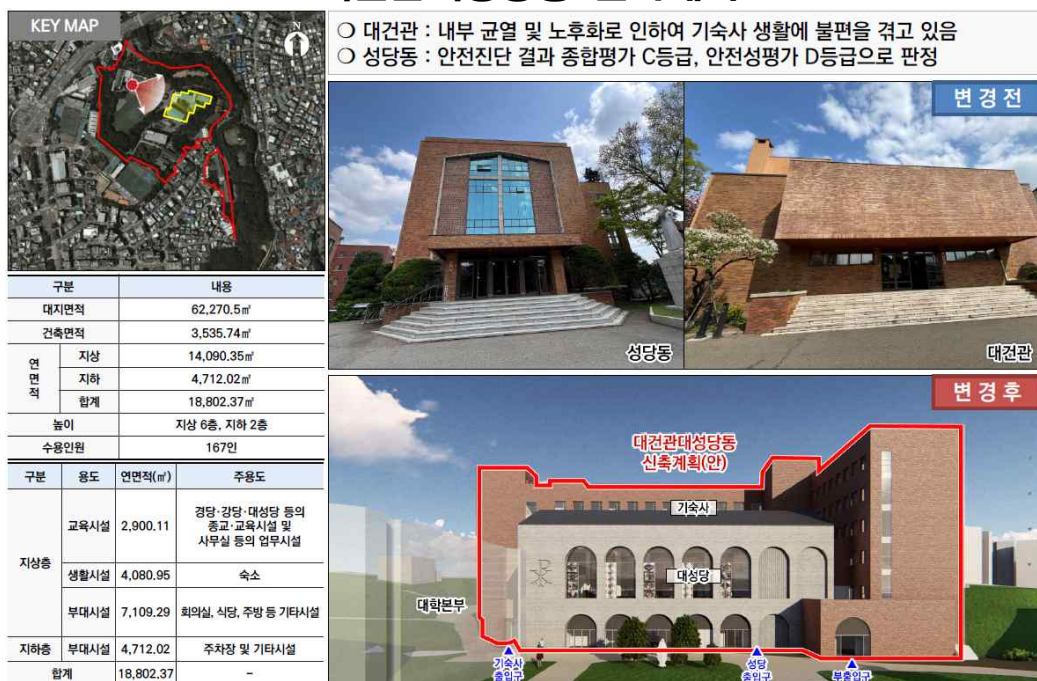 KEY MAP
N
❍ 대건관 : 내부 균열 및 노후화로 인하여 기숙사 생활에 불편을 겪고 있음
❍ 성당동 : 안전진단 결과 종합평가 C등급, 안전성평가 D등급으로 판정
변경전
성당동
대건관
구분 내용
대지면적 62,270.5㎡
건축면적 3,535.74㎡
연면적 지상 14,090.35㎡
지하 4,712.02㎡
합계 18,802.37㎡
높이 지상 6층, 지하 2층
수용인원 167인
구분 용도 연면적(㎡) 주용도
지상층 교육시설 2,900.11 경당·강당·대성당 등의
종교·교육시설 및
사무실 등의 업무시설
생활시설 4,080.95 숙소
부대시설 7,109.29 회의실, 식당, 주방 등 기타시설
지하층 부대시설 4,712.02 주차장 및 기타시설
합계 18,802.37 -
변경후
대건관대성당동
신축계획(안)
기숙사
대성당
대학본부
기숙사
출입구
성당
출입구
부출입구